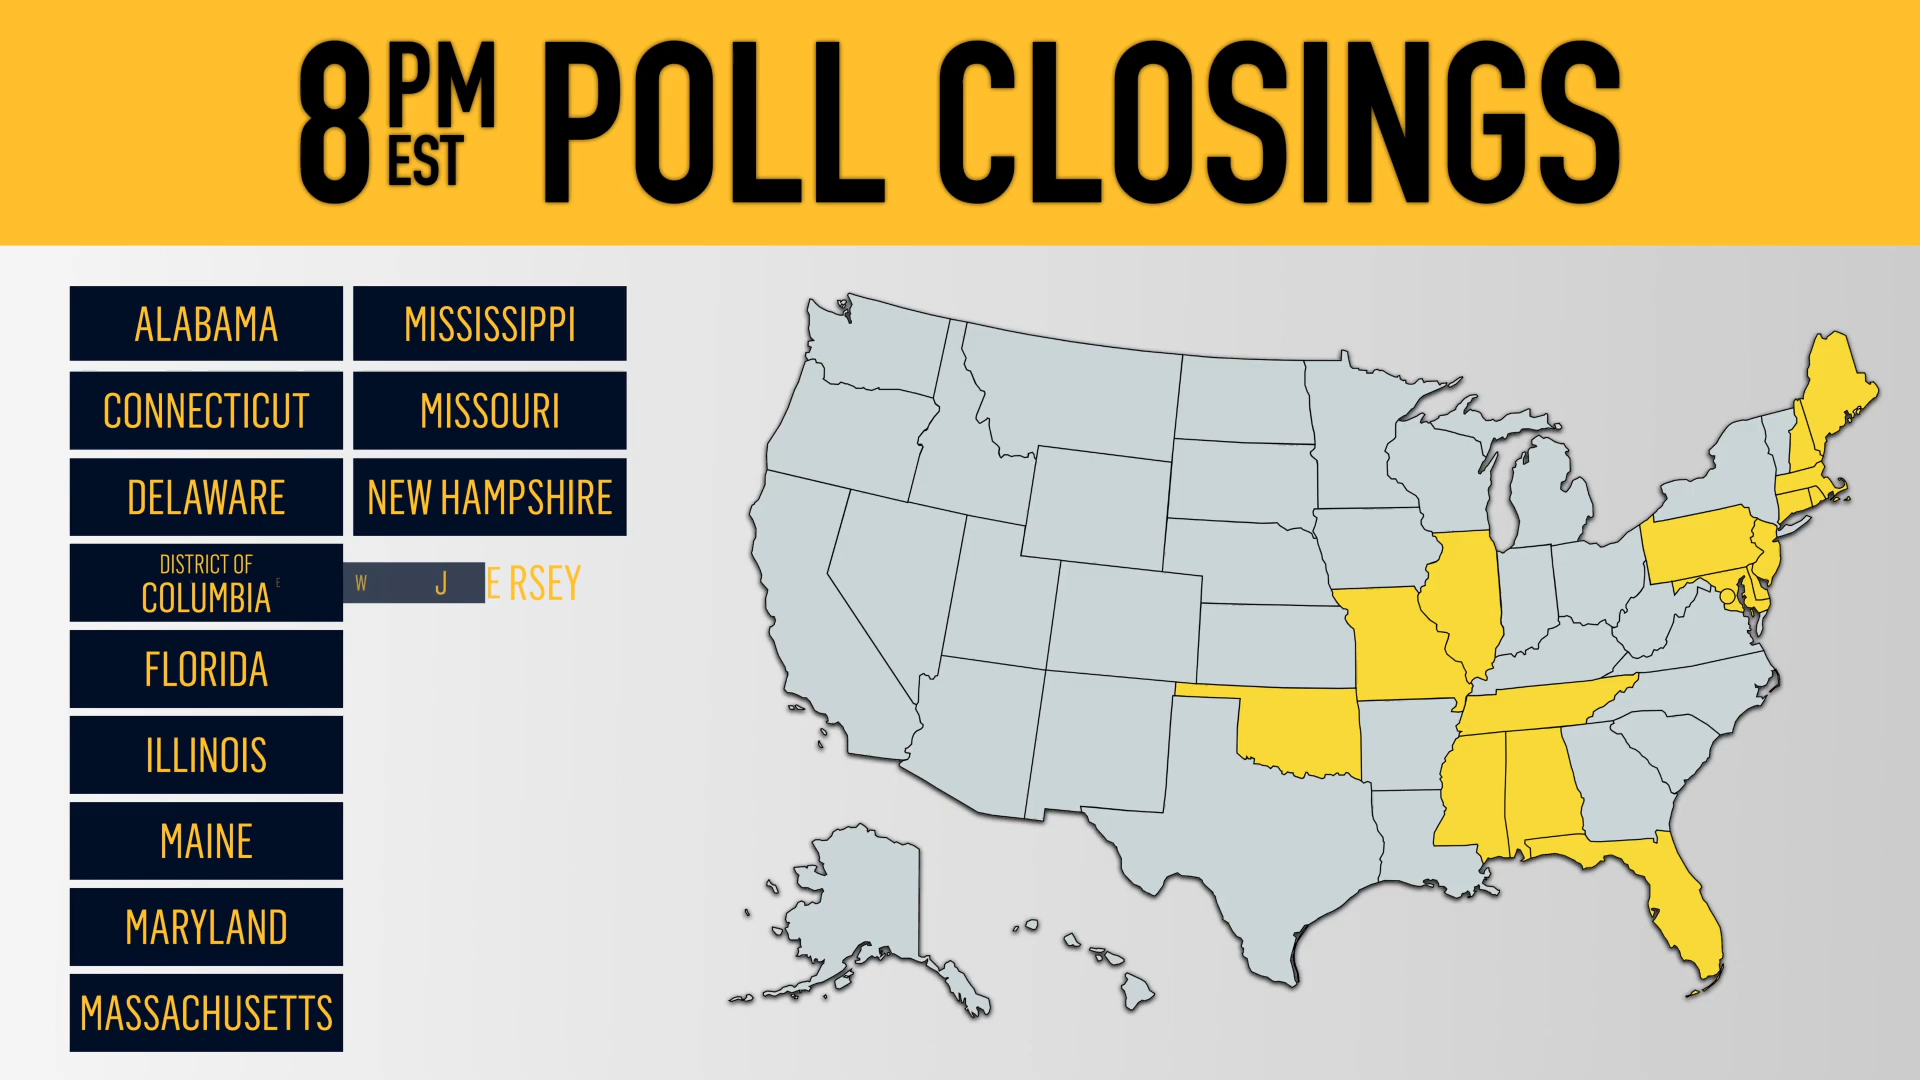 8 PM EST POLL CLOSINGS
ALABAMA
CONNECTICUT
DELAWARE
DISTRICT OF
COLUMBIA
FLORIDA
ILLINOIS
MAINE
MARYLAND
MASSACHUSETTS
MISSISSIPPI
MISSOURI
NEW HAMPSHIRE
E W J E RSEY